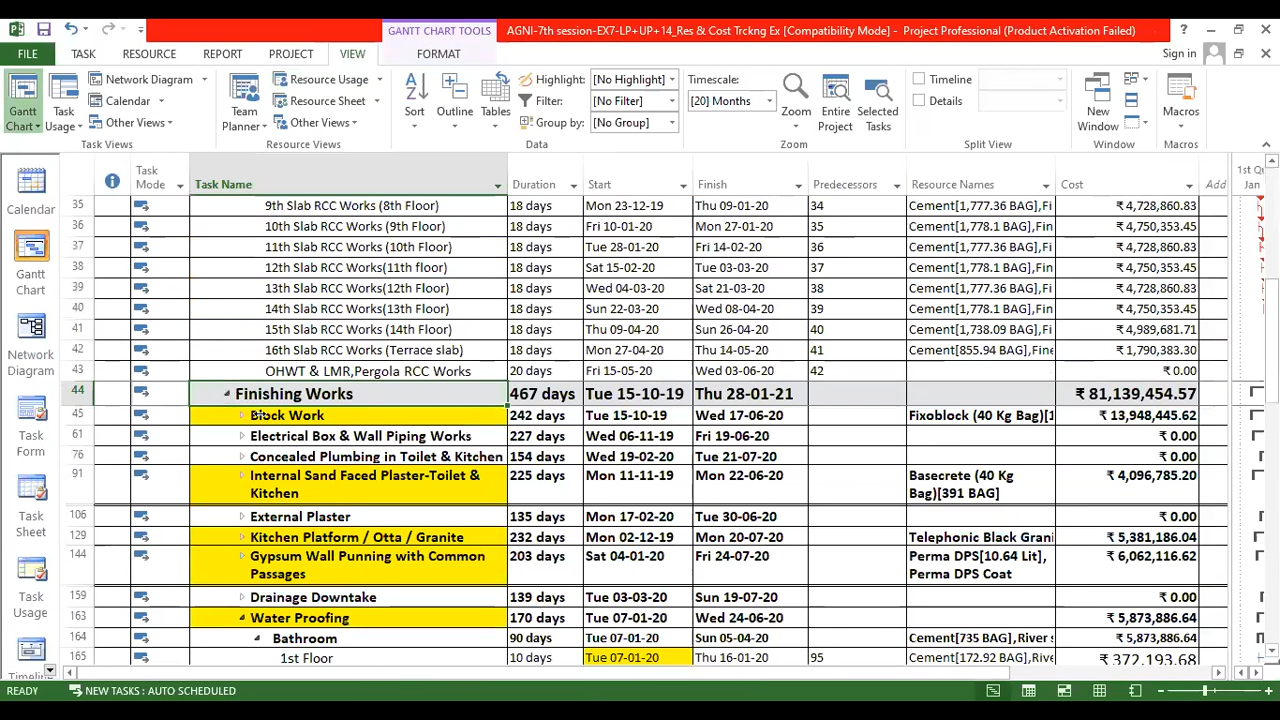 GANTT CHART TOOLS
AGNI-7th session-EX7-LP+UP+14_Res & Cost Trckng Ex [Compatibility Mode] - Project Professional (Product Activation Failed)
FILE TASK RESOURCE REPORT PROJECT VIEW FORMAT Sign in
Gantt Chart
Task Usage
Network Diagram
Calendar
Other Views
Task Views
Team Planner
Resource Usage
Resource Sheet
Other Views
Resource Views
Sort
Outline
Tables
Highlight: [No Highlight]
Filter: [No Filter]
Group by: [No Group]
Data
Timescale:
[20] Months
Zoom
Entire Project
Selected Tasks
Zoom
Timeline
Details
Split View
New Window
Window
Macros
Macros
Task Mode Task Name Duration Start Finish Predecessors Resource Names Cost Add
1st Qu
Jan
35 9th Slab RCC Works (8th Floor) 18 days Mon 23-12-19 Thu 09-01-20 34 Cement[1,777.36 BAG],Fin ₹ 4,728,860.83
36 10th Slab RCC Works (9th Floor) 18 days Fri 10-01-20 Mon 27-01-20 35 Cement[1,778.1 BAG],Fine ₹ 4,750,353.45
37 11th Slab RCC Works (10th Floor) 18 days Tue 28-01-20 Fri 14-02-20 36 Cement[1,777.36 BAG],Fin ₹ 4,728,860.83
38 12th Slab RCC Works(11th floor) 18 days Sat 15-02-20 Tue 03-03-20 37 Cement[1,778.1 BAG],Fine ₹ 4,750,353.45
39 13th Slab RCC Works(12th floor) 18 days Wed 04-03-20 Sat 21-03-20 38 Cement[1,777.36 BAG],Fin ₹ 4,728,860.83
40 14th Slab RCC Works(13th floor) 18 days Sun 22-03-20 Wed 08-04-20 39 Cement[1,778.1 BAG],Fine ₹ 4,750,353.45
41 15th Slab RCC Works (14th Floor) 18 days Thu 09-04-20 Sun 26-04-20 40 Cement[1,738.09 BAG],Fi ₹ 4,989,681.71
42 16th Slab RCC Works (Terrace slab) 18 days Mon 27-04-20 Thu 14-05-20 41 Cement[855.94 BAG],Fine ₹ 1,790,383.30
43 OHWT & LMR,Pergola RCC Works 20 days Fri 15-05-20 Wed 03-06-20 42 ₹ 0.00
44 Finishing Works 467 days Tue 15-10-19 Thu 28-01-21 ₹ 81,139,454.57
45 Block Work 242 days Tue 15-10-19 Wed 17-06-20 Fixoblock (40 Kg Bag)[1 ₹ 13,948,445.62
61 Electrical Box & Wall Piping Works 227 days Wed 06-11-19 Fri 19-06-20 ₹ 0.00
76 Concealed Plumbing in Toilet & Kitchen 154 days Wed 19-02-20 Tue 21-07-20 ₹ 0.00
91 Internal Sand Faced Plaster-Toilet & Kitchen 225 days Mon 11-11-19 Mon 22-06-20 Basecrete (40 Kg Bag)[391 BAG] ₹ 4,096,785.20
106 External Plaster 135 days Mon 17-02-20 Tue 30-06-20 ₹ 0.00
129 Kitchen Platform / Otta / Granite 232 days Mon 02-12-19 Mon 20-07-20 Telephonic Black Grani ₹ 5,381,186.04
144 Gypsum Wall Punning with Common Passages 203 days Sat 04-01-20 Fri 24-07-20 Perma DPS[10.64 Lit], Perma DPS Coat ₹ 6,062,116.62
159 Drainage Downtake 139 days Tue 03-03-20 Sun 19-07-20 ₹ 0.00
163 Water Proofing 170 days Tue 07-01-20 Wed 24-06-20 ₹ 5,873,886.64
164 Bathroom 90 days Tue 07-01-20 Sun 05-04-20 Cement[735 BAG],River s ₹ 5,873,886.64
165 1st Floor 10 days Tue 07-01-20 Thu 16-01-20 95 Cement[172.92 BAG],Rive ₹ 372,193.68
Calendar
Gantt Chart
Network Diagram
Task Form
Task Sheet
Task Usage
Timeline
READY NEW TASKS : AUTO SCHEDULED